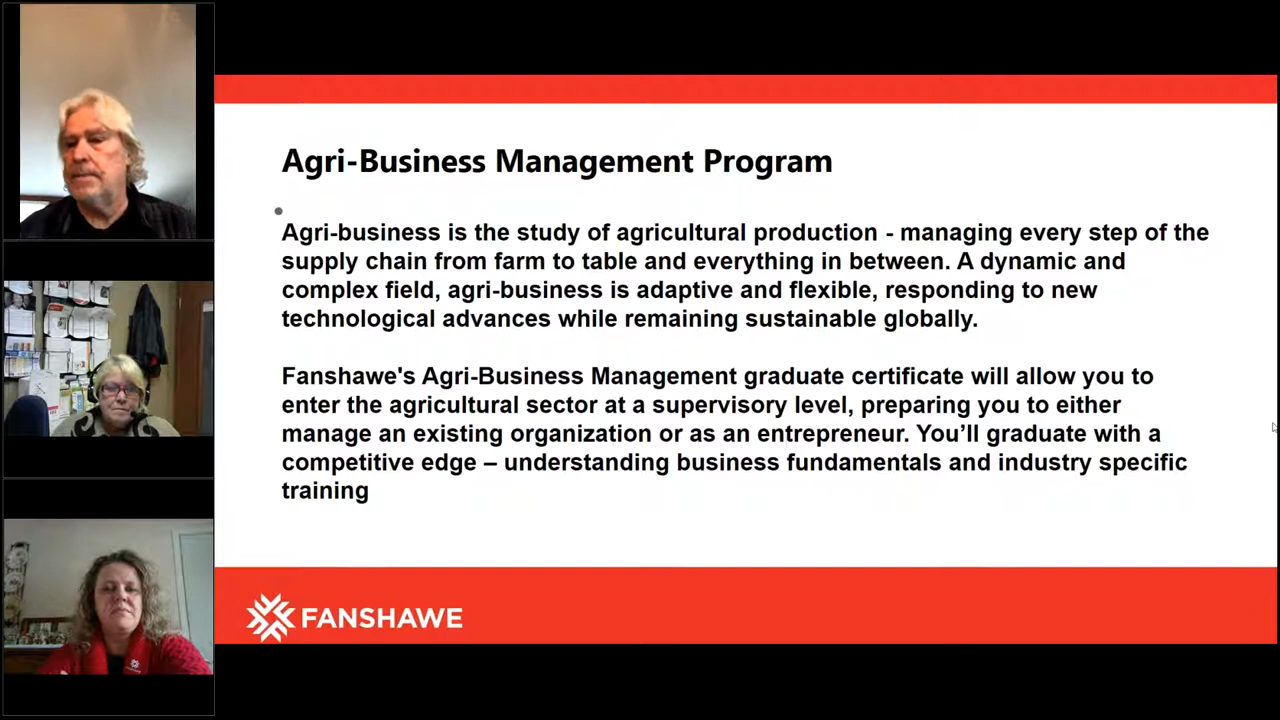 Agri-Business Management Program
Agri-business is the study of agricultural production - managing every step of the
supply chain from farm to table and everything in between. A dynamic and
complex field, agri-business is adaptive and flexible, responding to new
technological advances while remaining sustainable globally.
Fanshawe's Agri-Business Management graduate certificate will allow you to
enter the agricultural sector at a supervisory level, preparing you to either
manage an existing organization or as an entrepreneur. You’ll graduate with a
competitive edge – understanding business fundamentals and industry specific
training
FANSHAWE